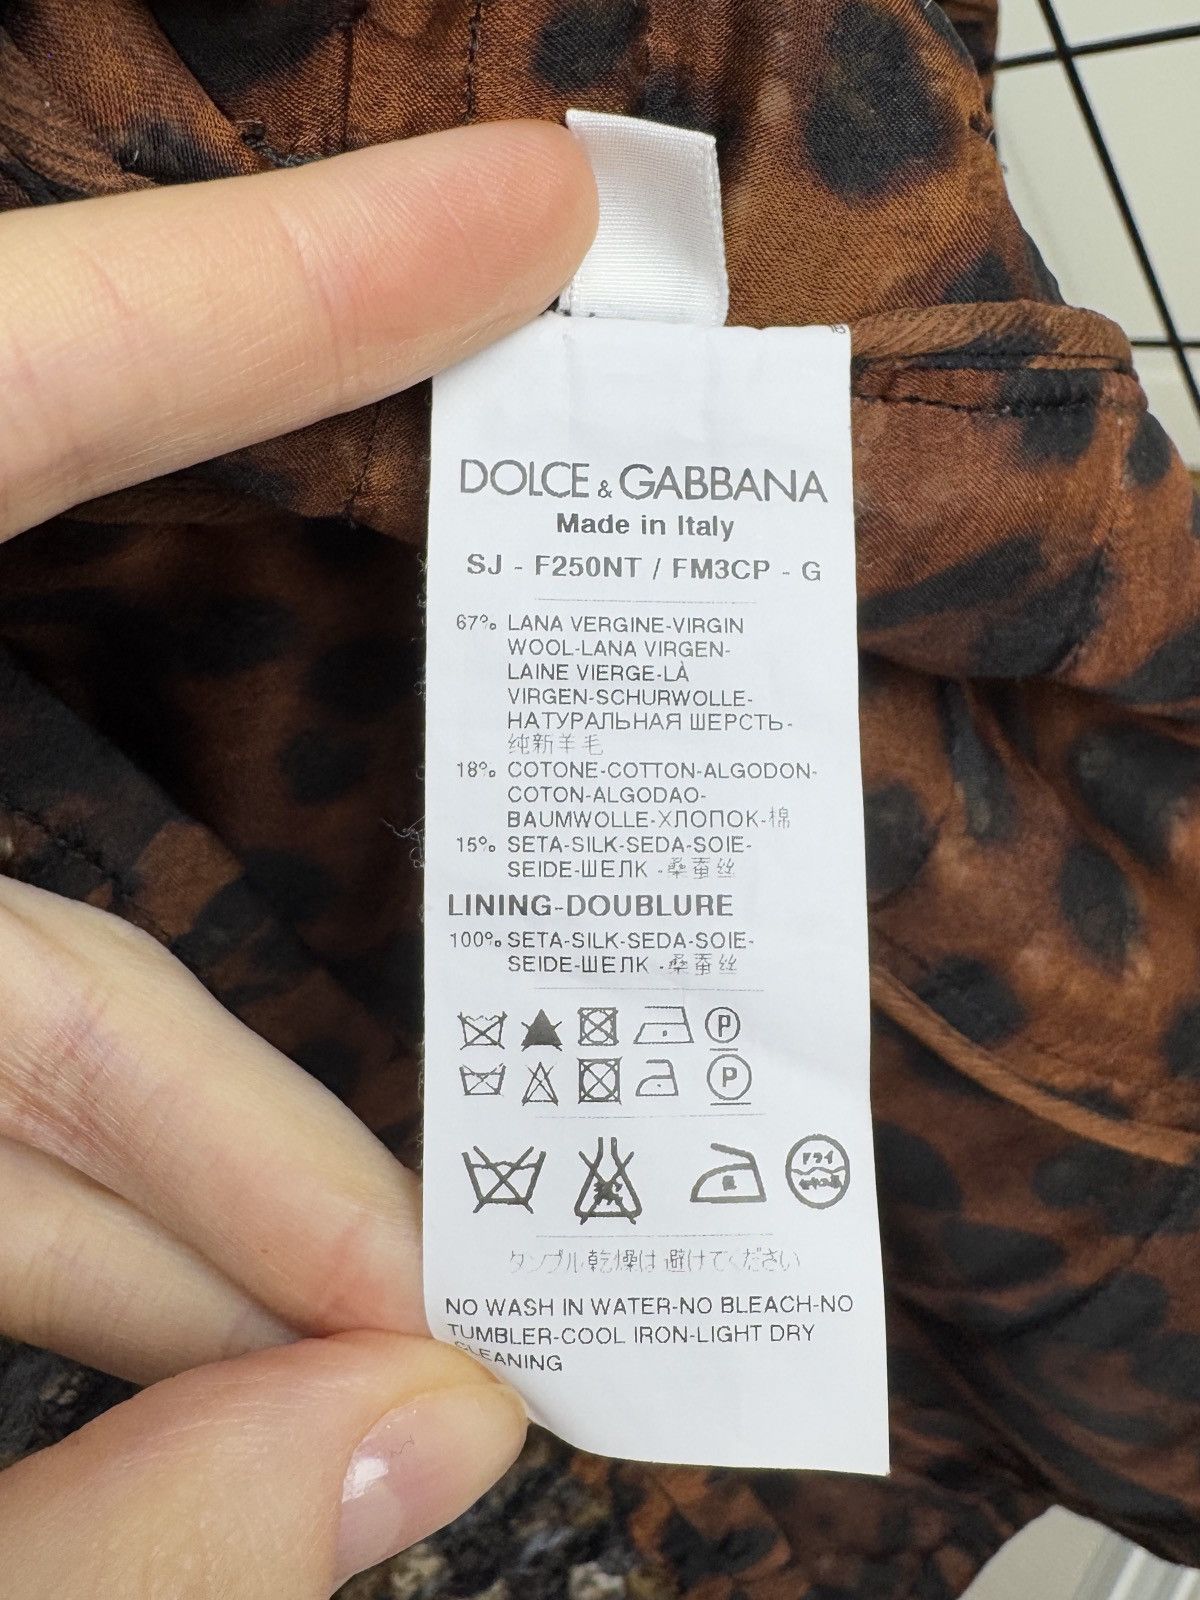 DOLCE & GABBANA
Made in Italy
SJ - F250NT / FM3CP - G
67% LANA VERGINE-VIRGIN
WOOL-LANA VIRGEN-
LAINE VIERGE-LÀ
VIRGEN-SCHURWOLLE-
НАТУРАЛЬНАЯ ШЕРСТЬ-
纯新羊毛
18% COTONE-COTTON-ALGODON-
COTON-ALGODAO-
BAUMWOLLE-ХЛОПОК-棉
15% SETA-SILK-SEDA-SOIE-
SEIDE-ШЕЛК -桑蚕丝
LINING-DOUBLURE
100% SETA-SILK-SEDA-SOIE-
SEIDE-ШЕЛК -桑蚕丝
P
P
ドライ
タンブル乾燥は避けてください
NO WASH IN WATER-NO BLEACH-NO
TUMBLER-COOL IRON-LIGHT DRY
CLEANING